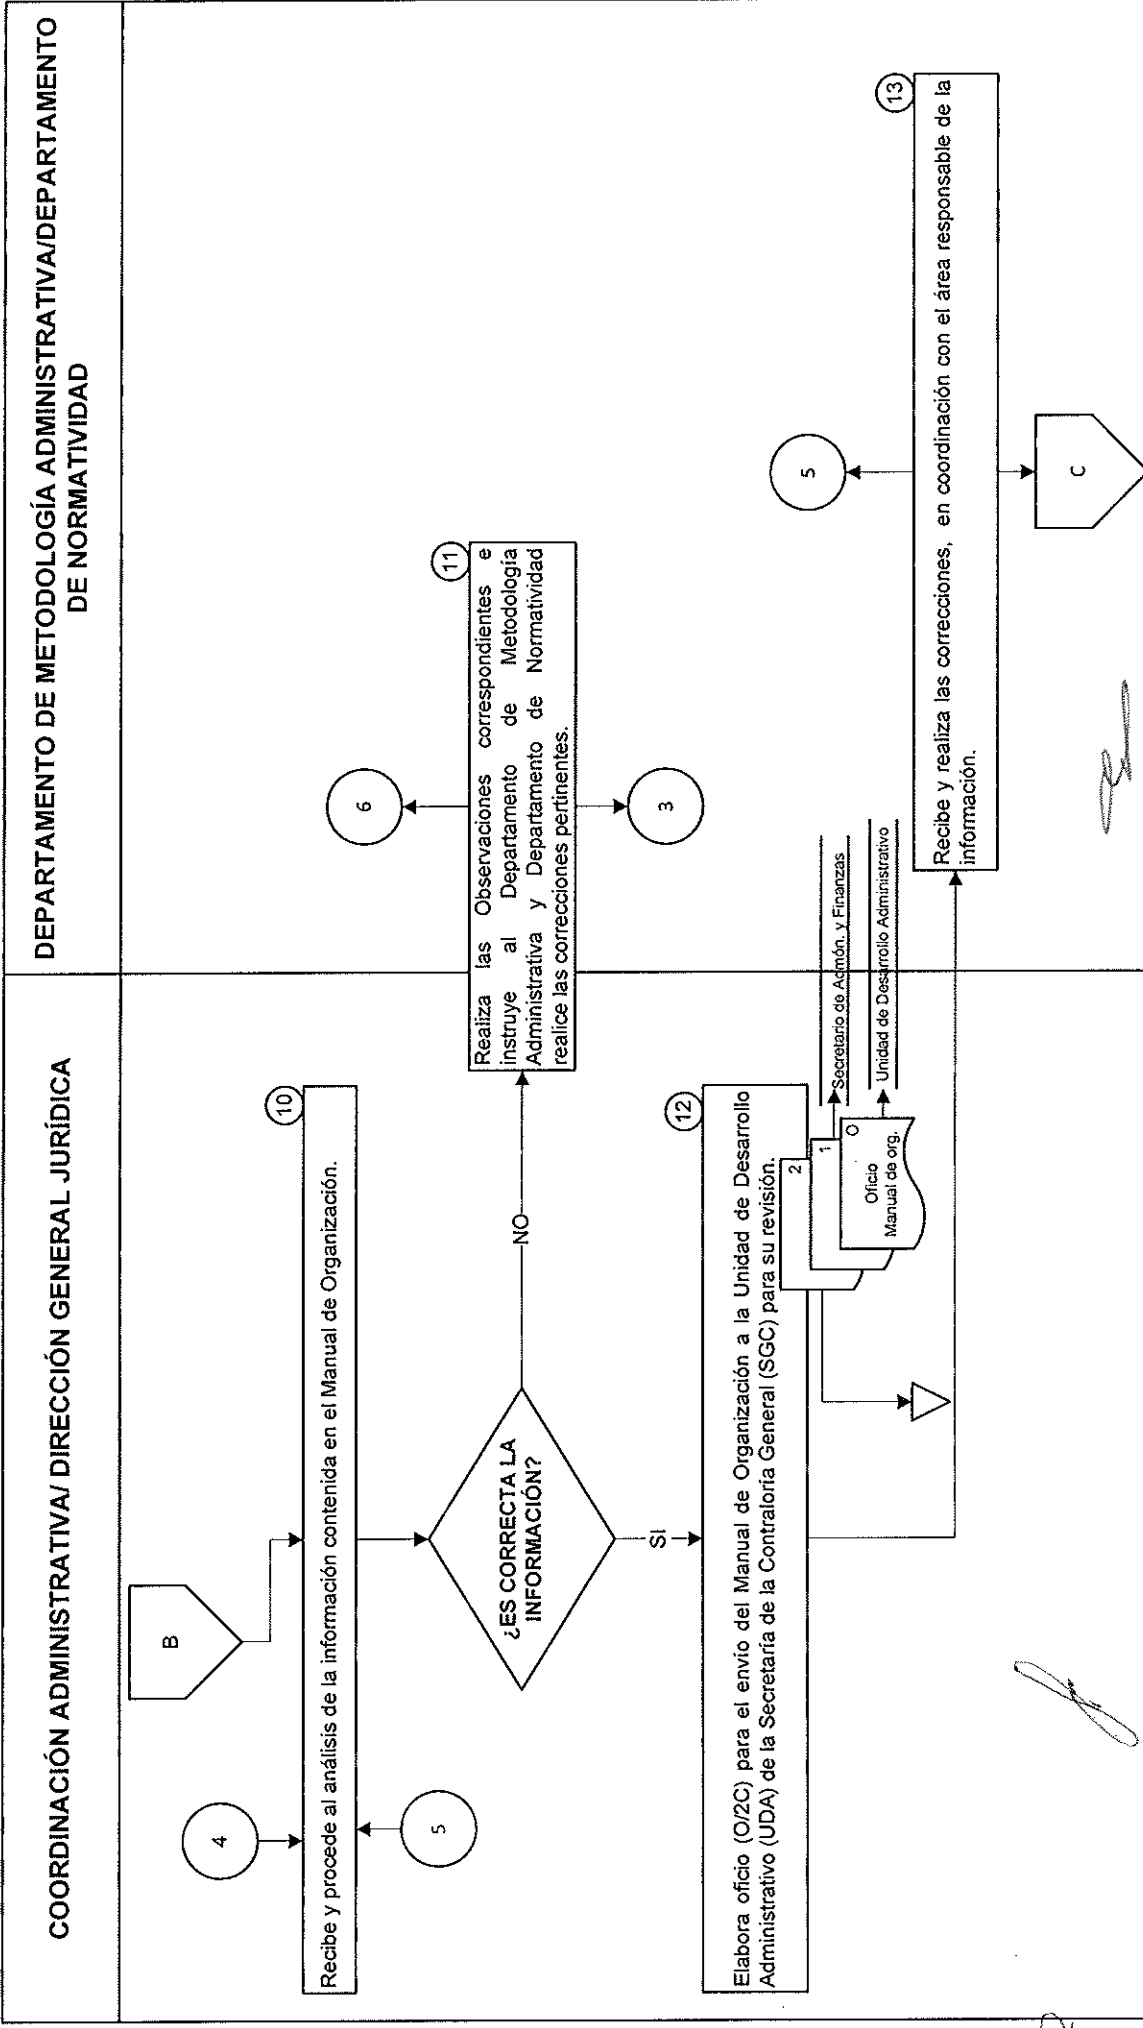 COORDINACIÓN ADMINISTRATIVA/ DIRECCIÓN GENERAL JURÍDICA
DEPARTAMENTO DE METODOLOGÍA ADMINISTRATIVA/DEPARTAMENTO
DE NORMATIVIDAD
B
4
10
Recibe y procede al análisis de la información contenida en el Manual de Organización.
5
¿ES CORRECTA LA
INFORMACIÓN?
NO
6
11
Realiza las Observaciones correspondientes e
instruye al Departamento de Metodología
Administrativa y Departamento de Normatividad
realice las correcciones pertinentes.
3
SI
12
Elabora oficio (O/2C) para el envío del Manual de Organización a la Unidad de Desarrollo
Administrativo (UDA) de la Secretaría de la Contraloría General (SGC) para su revisión.
2
1
O
Oficio
Manual de org.
Secretario de Admón. y Finanzas
Unidad de Desarrollo Administrativo
5
13
Recibe y realiza las correcciones, en coordinación con el área responsable de la
información.
C